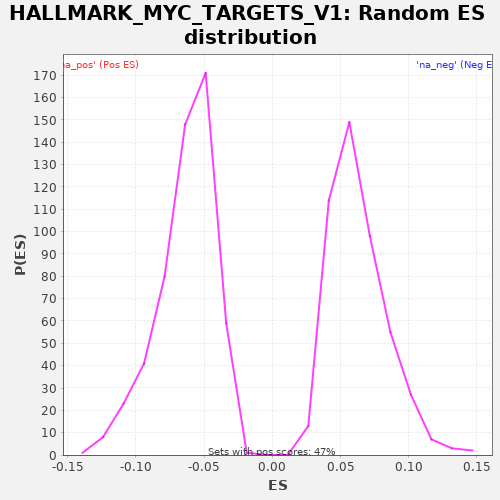 HALLMARK_MYC_TARGETS_V1: Random ES
distribution
'na_pos' (Pos ES)
'na_neg' (Neg E
170
160
150
140
130
120
110
100
90
80
70
60
50
40
30
20
10
0
P(ES)
Sets with pos scores: 47%
-0.15 -0.10 -0.05 0.00 0.05 0.10 0.15
ES